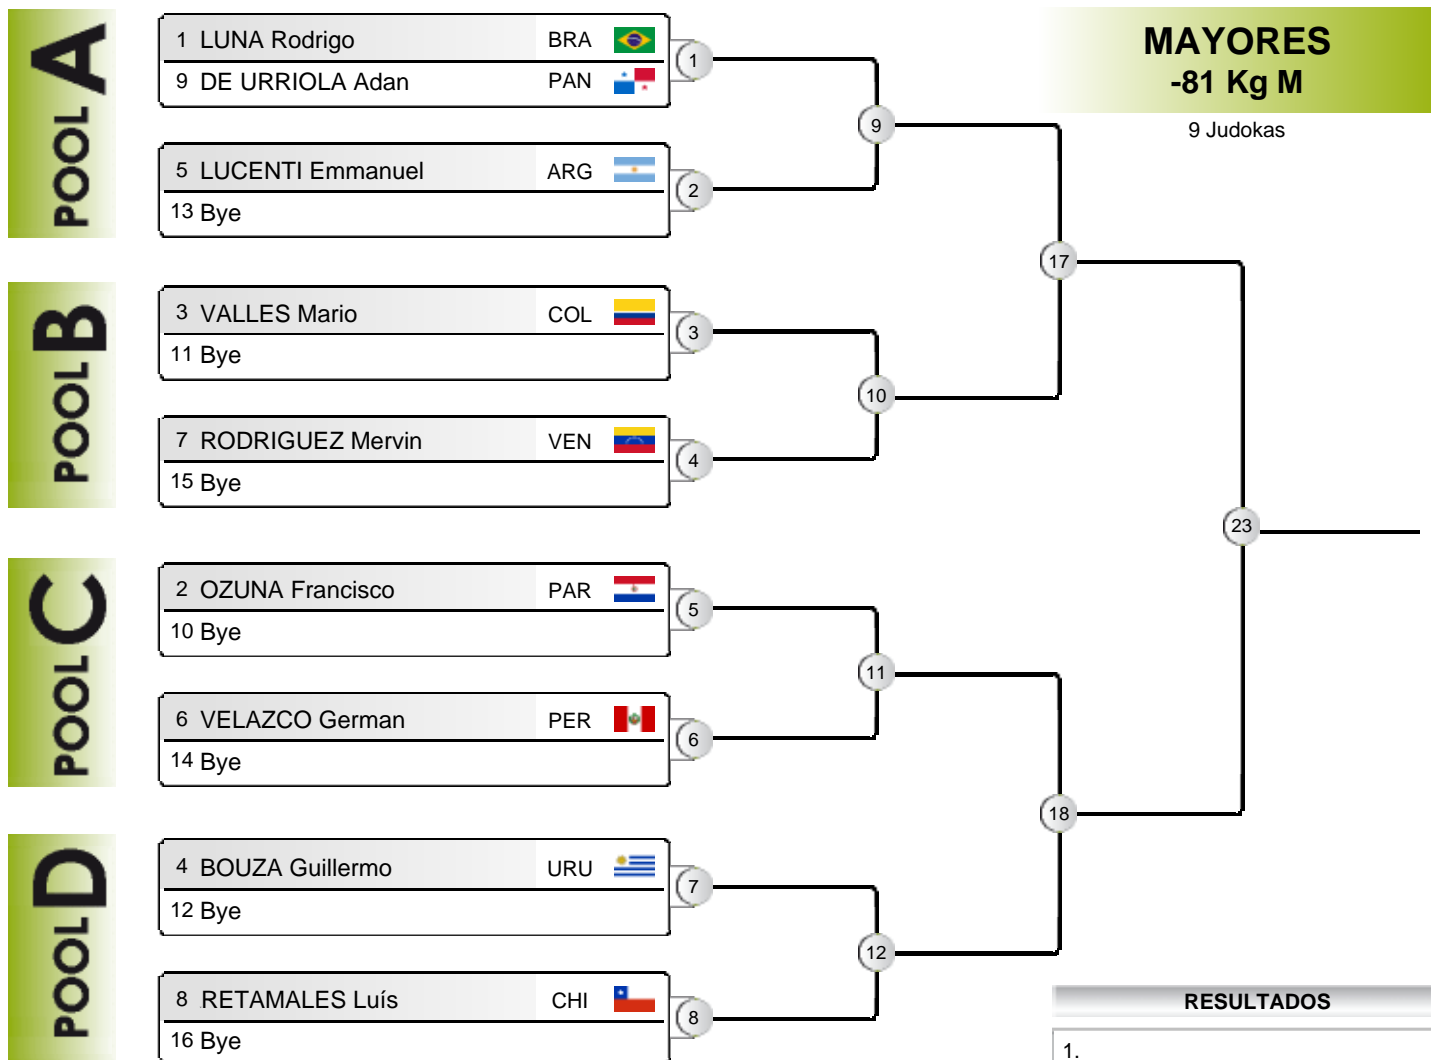 MAYORES
-81 Kg M
9 Judokas
POOL A
1 LUNA Rodrigo BRA
9 DE URRIOLA Adan PAN
1
5 LUCENTI Emmanuel ARG
13 Bye
2
9
POOL B
3 VALLES Mario COL
11 Bye
3
7 RODRIGUEZ Mervin VEN
15 Bye
4
10
17
POOL C
2 OZUNA Francisco PAR
10 Bye
5
6 VELAZCO German PER
14 Bye
6
11
POOL D
4 BOUZA Guillermo URU
12 Bye
7
8 RETAMALES Luís CHI
16 Bye
8
12
18
23
RESULTADOS
1.